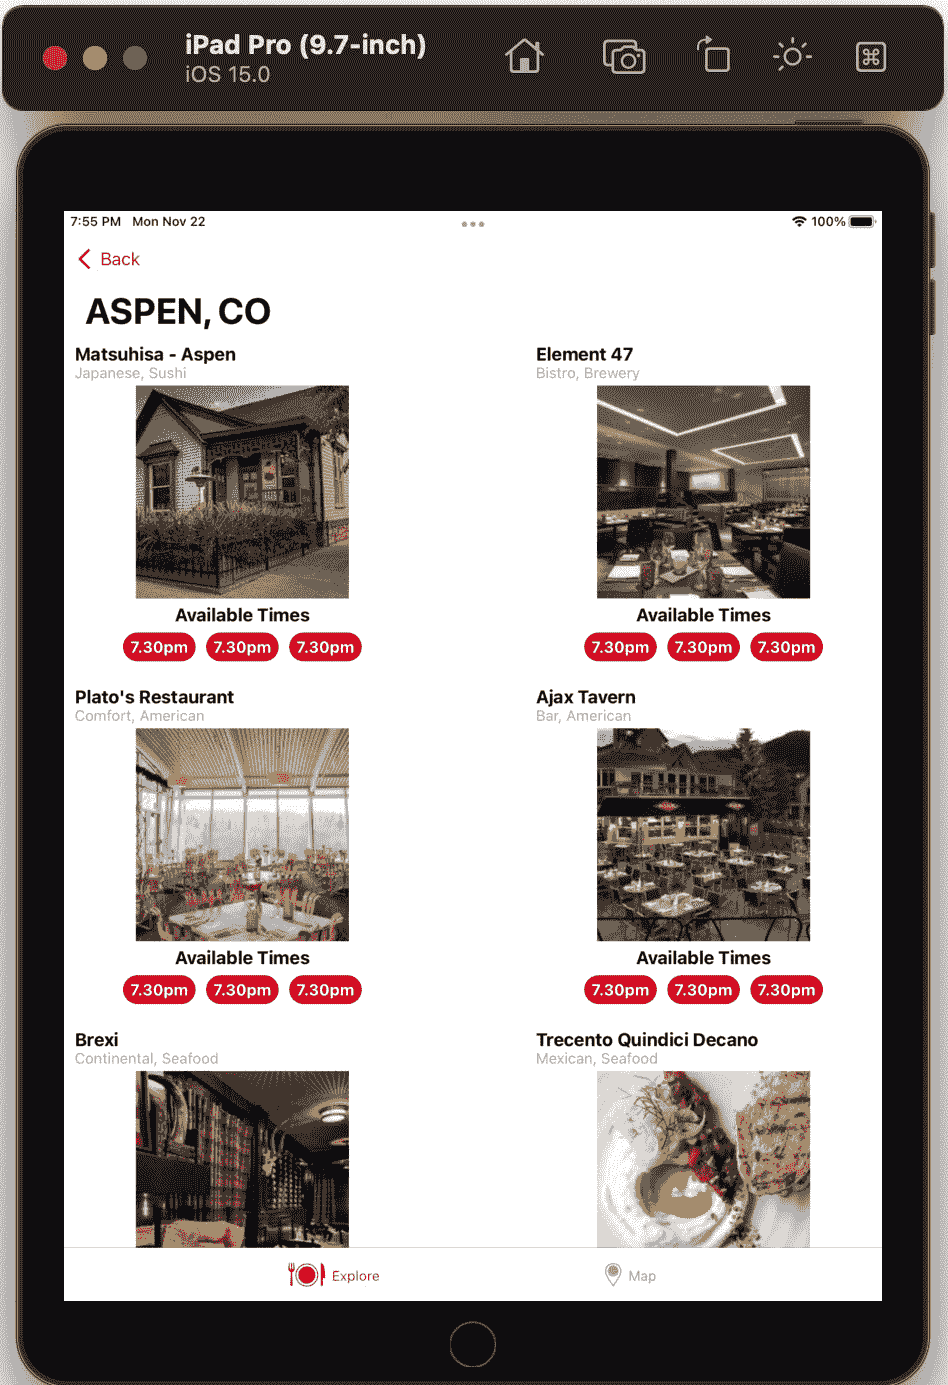 iPad Pro (9.7-inch)
iOS 15.0
7:55 PM Mon Nov 22
100%
Back
ASPEN, CO
Matsuhisa - Aspen
Japanese, Sushi
Element 47
Bistro, Brewery
Available Times
7.30pm 7.30pm 7.30pm
Available Times
7.30pm 7.30pm 7.30pm
Plato's Restaurant
Comfort, American
Ajax Tavern
Bar, American
Available Times
7.30pm 7.30pm 7.30pm
Available Times
7.30pm 7.30pm 7.30pm
Brexi
Continental, Seafood
Trecento Quindici Decano
Mexican, Seafood
Explore
Map